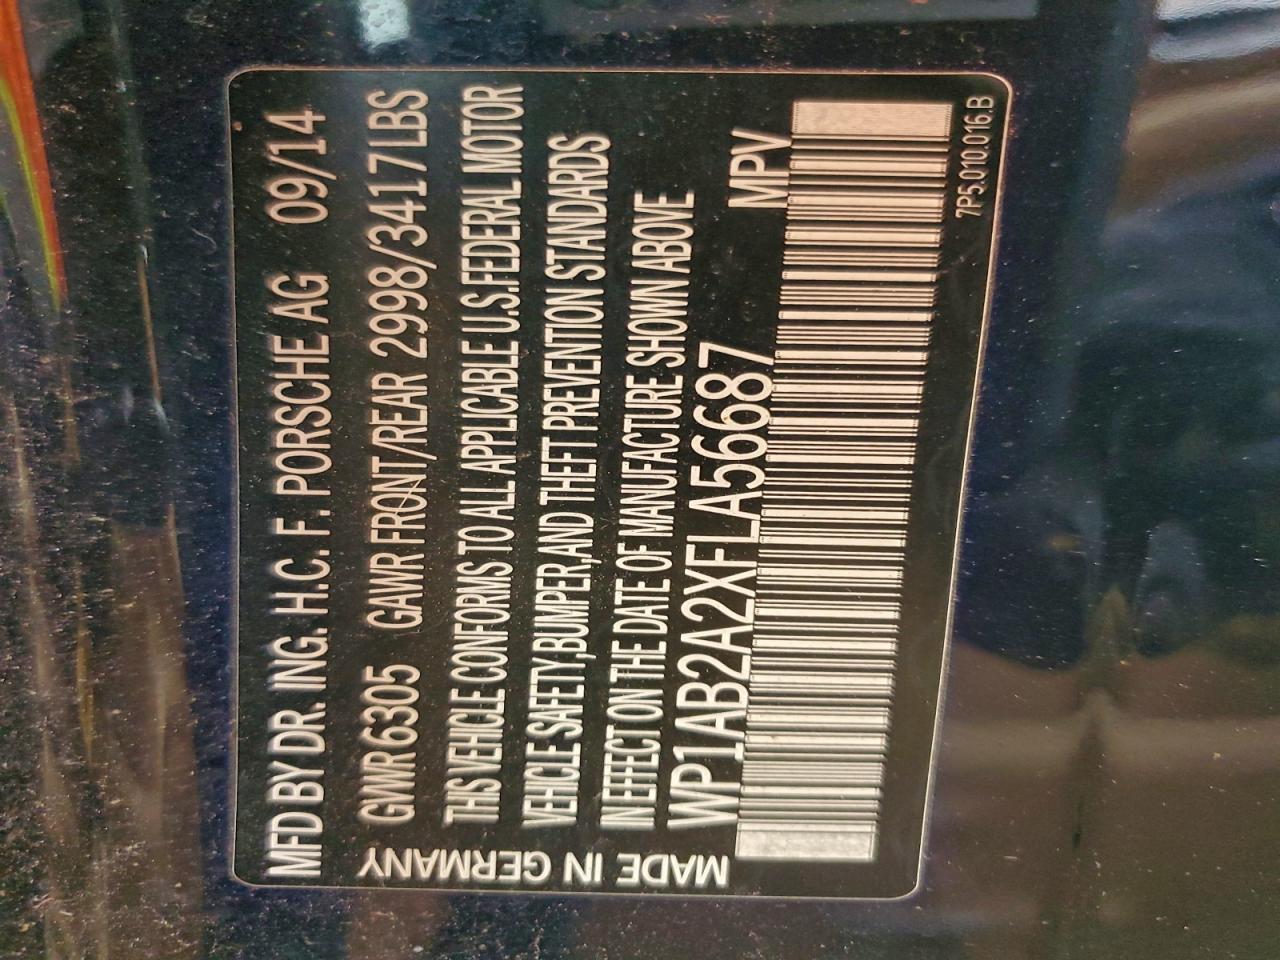 MFD BY DR. ING. H.C. F. PORSCHE AG 09/14
GWR 6305 GAWR FRONT/REAR 2998/3417LBS
THIS VEHICLE CONFORMS TO ALL APPLICABLE U.S.FEDERAL MOTOR
VEHICLE SAFETY,BUMPER,AND THEFT PREVENTION STANDARDS
IN EFFECT ON THE DATE OF MANUFACTURE SHOWN ABOVE
WP1AB2A2XFLA56687 MPV
7P5.010.016.B
MADE IN GERMANY